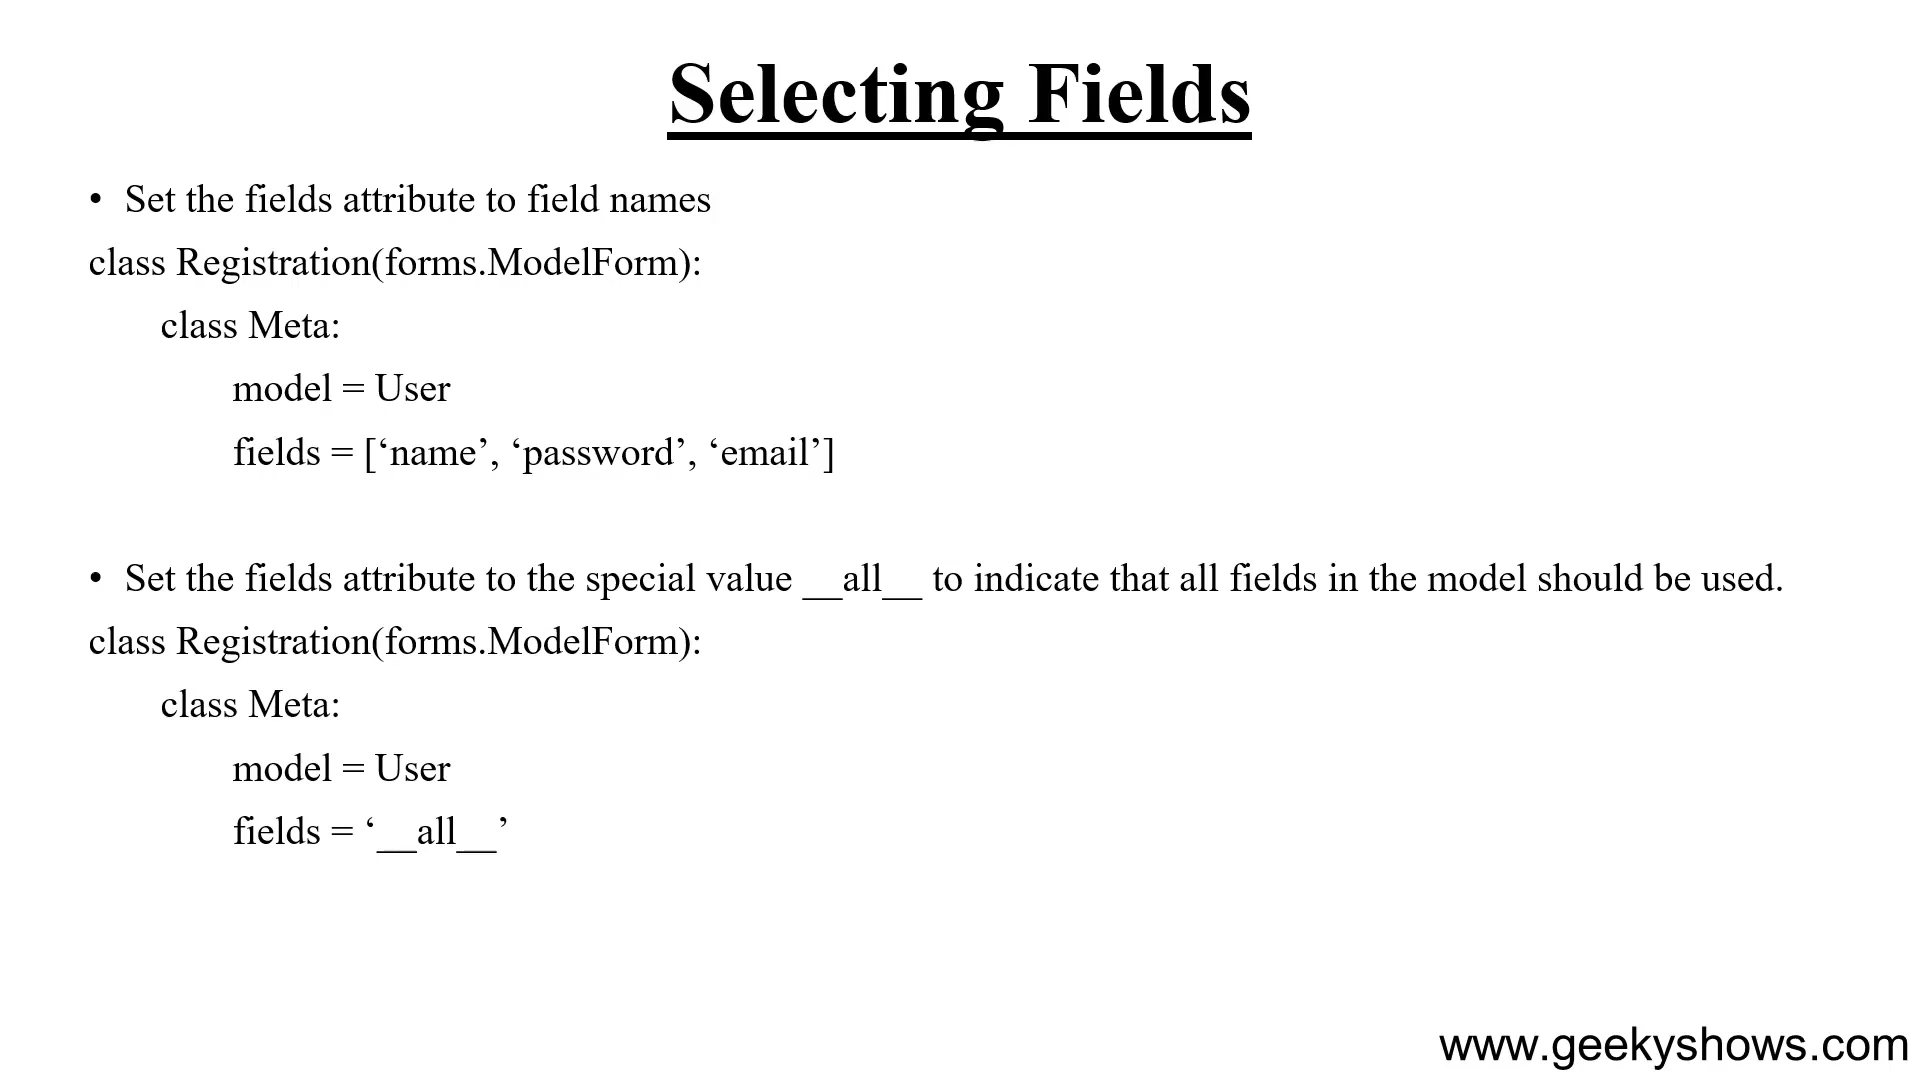 Selecting Fields
• Set the fields attribute to field names
class Registration(forms.ModelForm):
class Meta:
model = User
fields = [‘name’, ‘password’, ‘email’]
• Set the fields attribute to the special value __all__ to indicate that all fields in the model should be used.
class Registration(forms.ModelForm):
class Meta:
model = User
fields = ‘__all__’
www.geekyshows.com